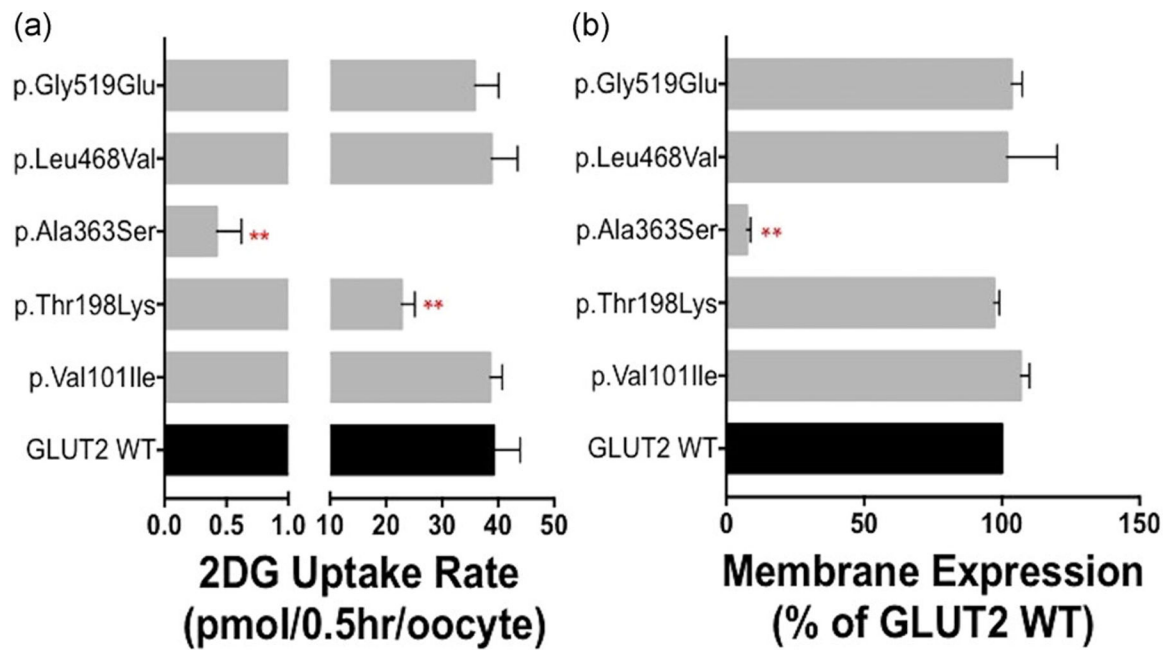 (a)
p.Gly519Glu
p.Leu468Val
p.Ala363Ser
**
p.Thr198Lys
**
p.Val101Ile
GLUT2 WT
0.0 0.5 1.0 10 20 30 40 50
2DG Uptake Rate
(pmol/0.5hr/oocyte)
(b)
p.Gly519Glu
p.Leu468Val
p.Ala363Ser
**
p.Thr198Lys
p.Val101Ile
GLUT2 WT
0 50 100 150
Membrane Expression
(% of GLUT2 WT)